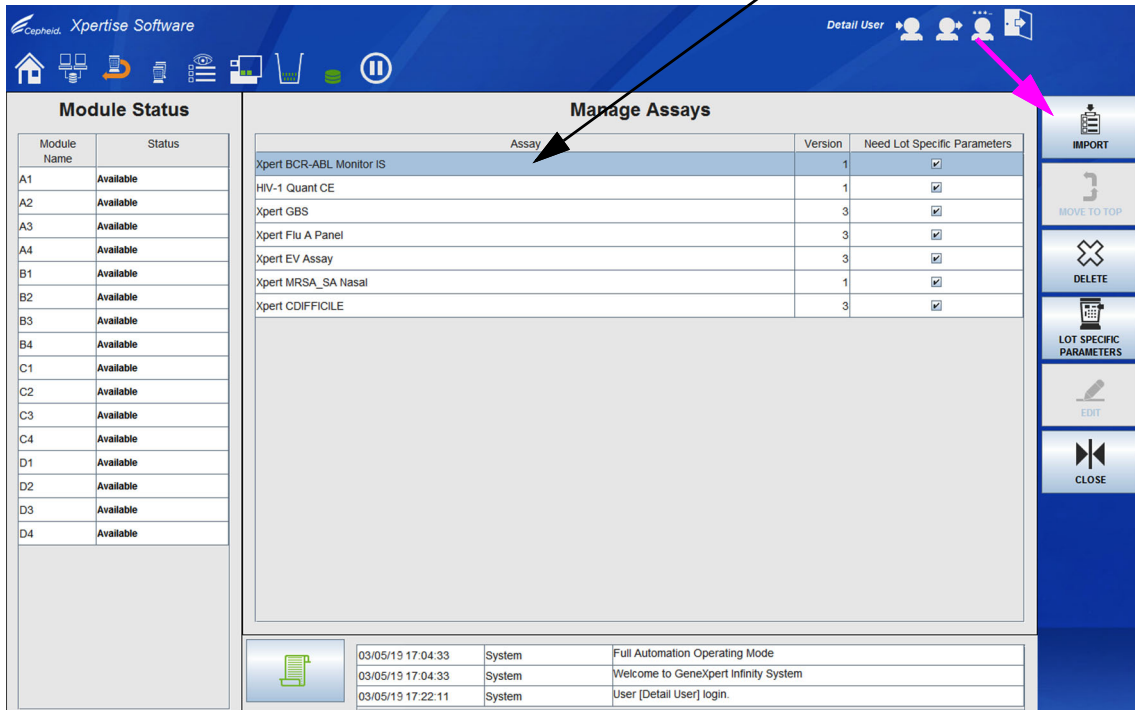 Cepheid. Xpertise Software
Detail User
Module Status
Module Name Status
A1 Available
A2 Available
A3 Available
A4 Available
B1 Available
B2 Available
B3 Available
B4 Available
C1 Available
C2 Available
C3 Available
C4 Available
D1 Available
D2 Available
D3 Available
D4 Available
Manage Assays
Assay Version Need Lot Specific Parameters
Xpert BCR-ABL Monitor IS 1
HIV-1 Quant CE 1
Xpert GBS 3
Xpert Flu A Panel 3
Xpert EV Assay 3
Xpert MRSA_SA Nasal 1
Xpert CDIFFICILE 3
IMPORT
MOVE TO TOP
DELETE
LOT SPECIFIC
PARAMETERS
EDIT
CLOSE
03/05/19 17:04:33 System Full Automation Operating Mode
03/05/19 17:04:33 System Welcome to GeneXpert Infinity System
03/05/19 17:22:11 System User [Detail User] login.